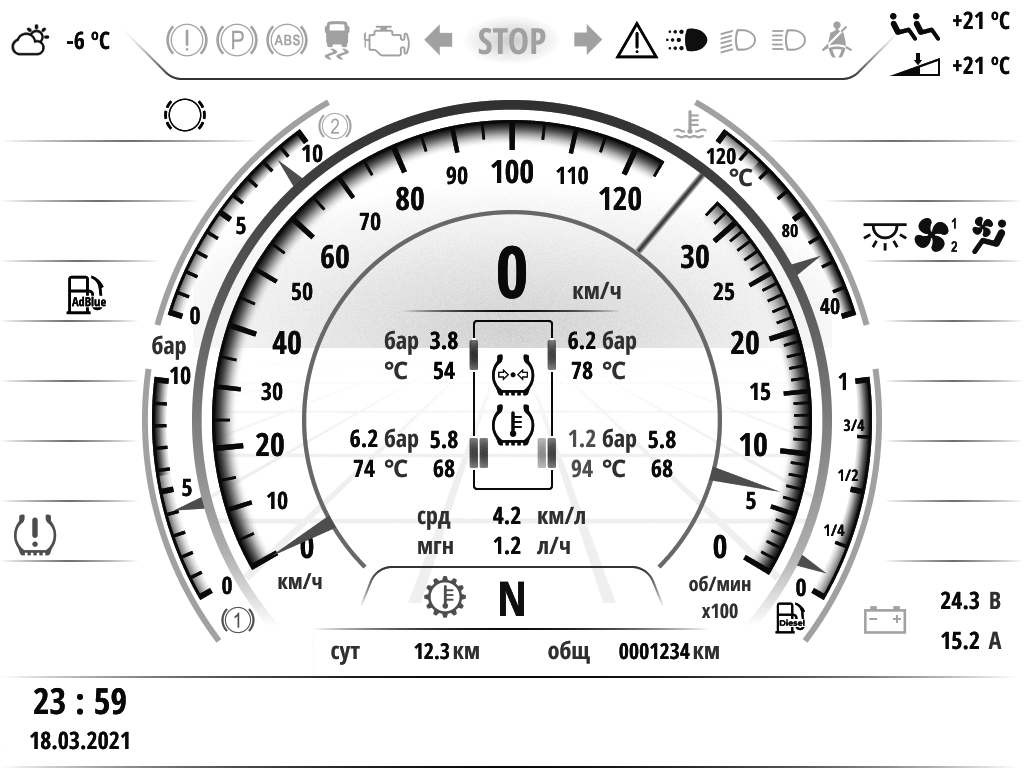 -6 °C
(P)
(ABS)
STOP
+21 °C
+21 °C
2
10
5
0
AdBlue
бар
10
5
0
1
0
10
20
30
40
50
60
70
80
90
100
110
120
км/ч
0
км/ч
бар 3.8
°C 54
6.2 бар
78 °C
6.2 бар 5.8
74 °C 68
1.2 бар 5.8
94 °C 68
срд 4.2 км/л
мгн 1.2 л/ч
N
сут 12.3 км общ 0001234 км
30
25
20
15
10
5
0
об/мин
x100
120
°C
80
40
1
3/4
1/2
1/4
0
Diesel
1
2
24.3 В
15.2 А
23 : 59
18.03.2021